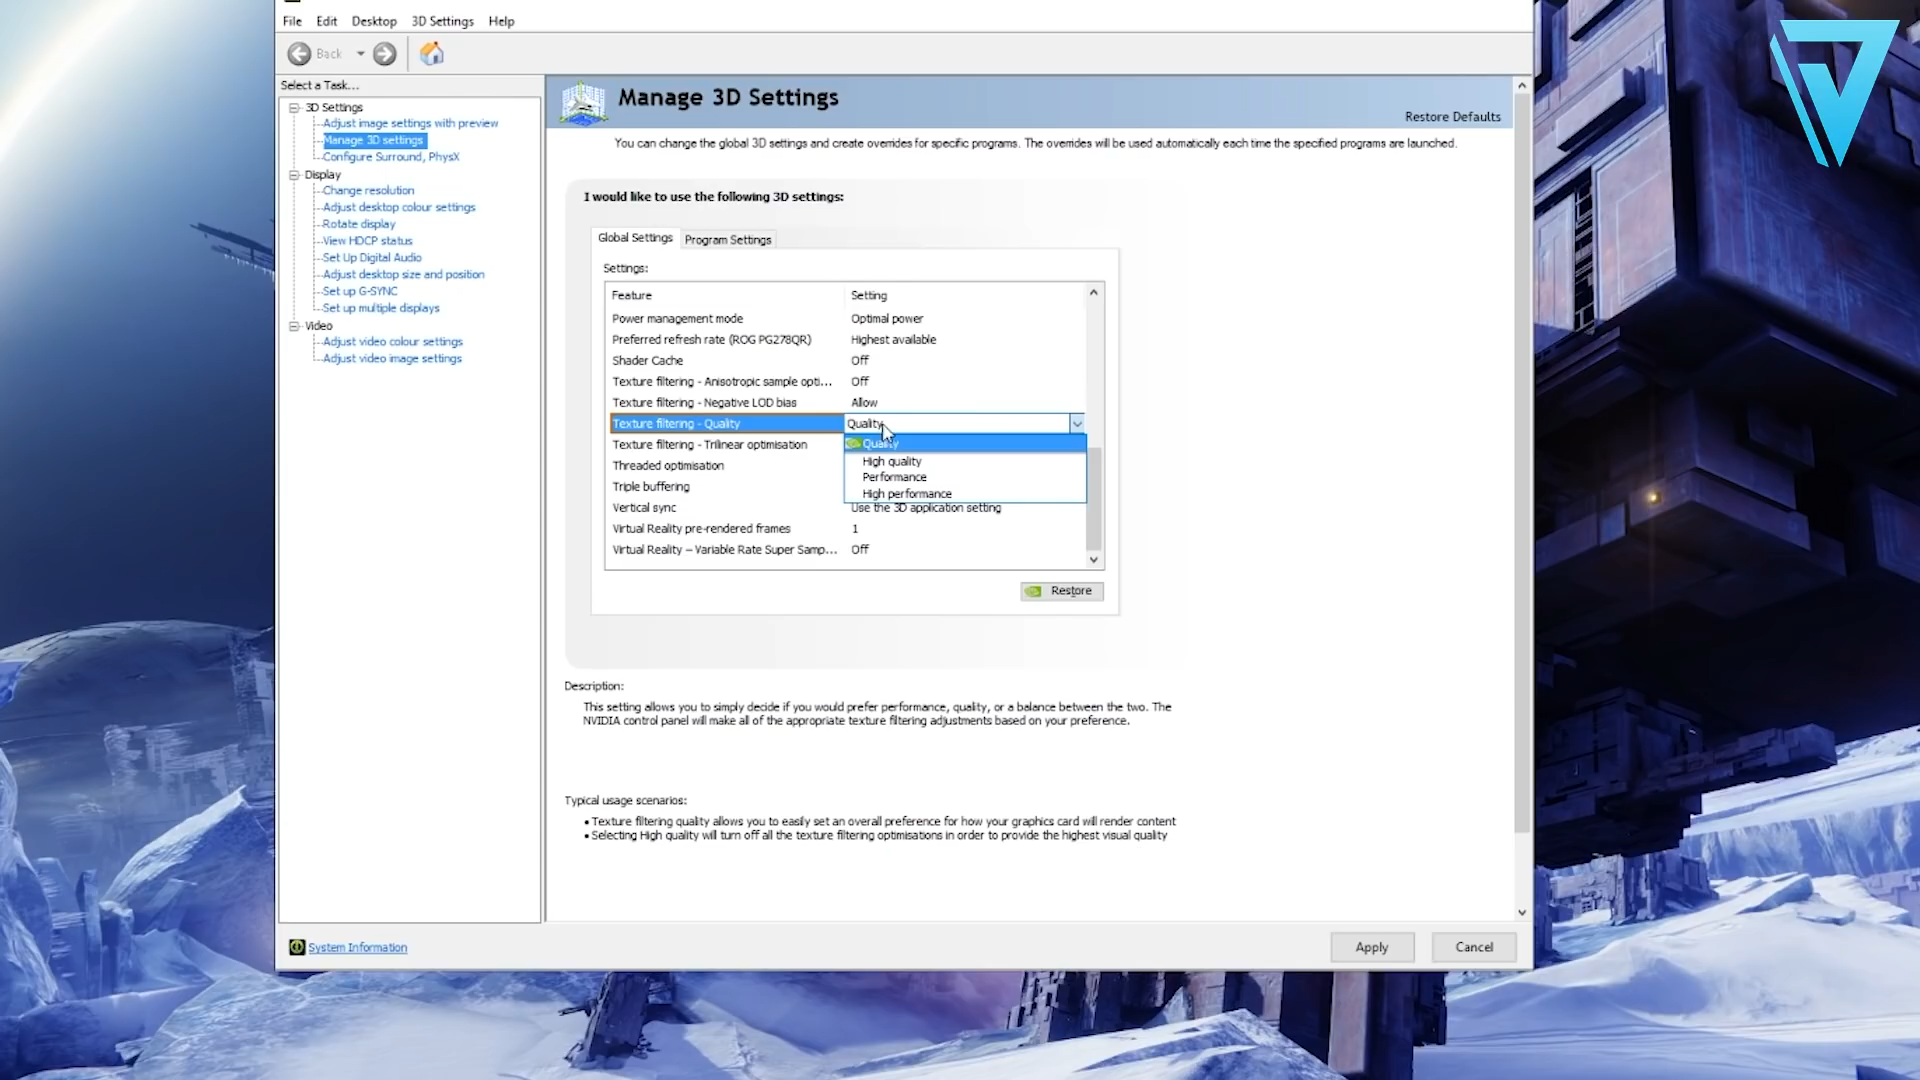 File Edit Desktop 3D Settings Help
Back
Select a Task...
3D Settings
Adjust image settings with preview
Manage 3D settings
Configure Surround, PhysX
Display
Change resolution
Adjust desktop colour settings
Rotate display
View HDCP status
Set Up Digital Audio
Adjust desktop size and position
Set up G-SYNC
Set up multiple displays
Video
Adjust video colour settings
Adjust video image settings
System Information
Manage 3D Settings
Restore Defaults
You can change the global 3D settings and create overrides for specific programs. The overrides will be used automatically each time the specified programs are launched.
I would like to use the following 3D settings:
Global Settings Program Settings
Settings:
Feature Setting
Power management mode Optimal power
Preferred refresh rate (ROG PG278QR) Highest available
Shader Cache Off
Texture filtering - Anisotropic sample opti... Off
Texture filtering - Negative LOD bias Allow
Texture filtering - Quality Quality
Quality
Texture filtering - Trilinear optimisation
High quality
Threaded optimisation
Performance
Triple buffering
High performance
Vertical sync Use the 3D application setting
Virtual Reality pre-rendered frames 1
Virtual Reality – Variable Rate Super Samp... Off
Restore
Description:
This setting allows you to simply decide if you would prefer performance, quality, or a balance between the two. The
NVIDIA control panel will make all of the appropriate texture filtering adjustments based on your preference.
Typical usage scenarios:
• Texture filtering quality allows you to easily set an overall preference for how your graphics card will render content
• Selecting High quality will turn off all the texture filtering optimisations in order to provide the highest visual quality
Apply Cancel